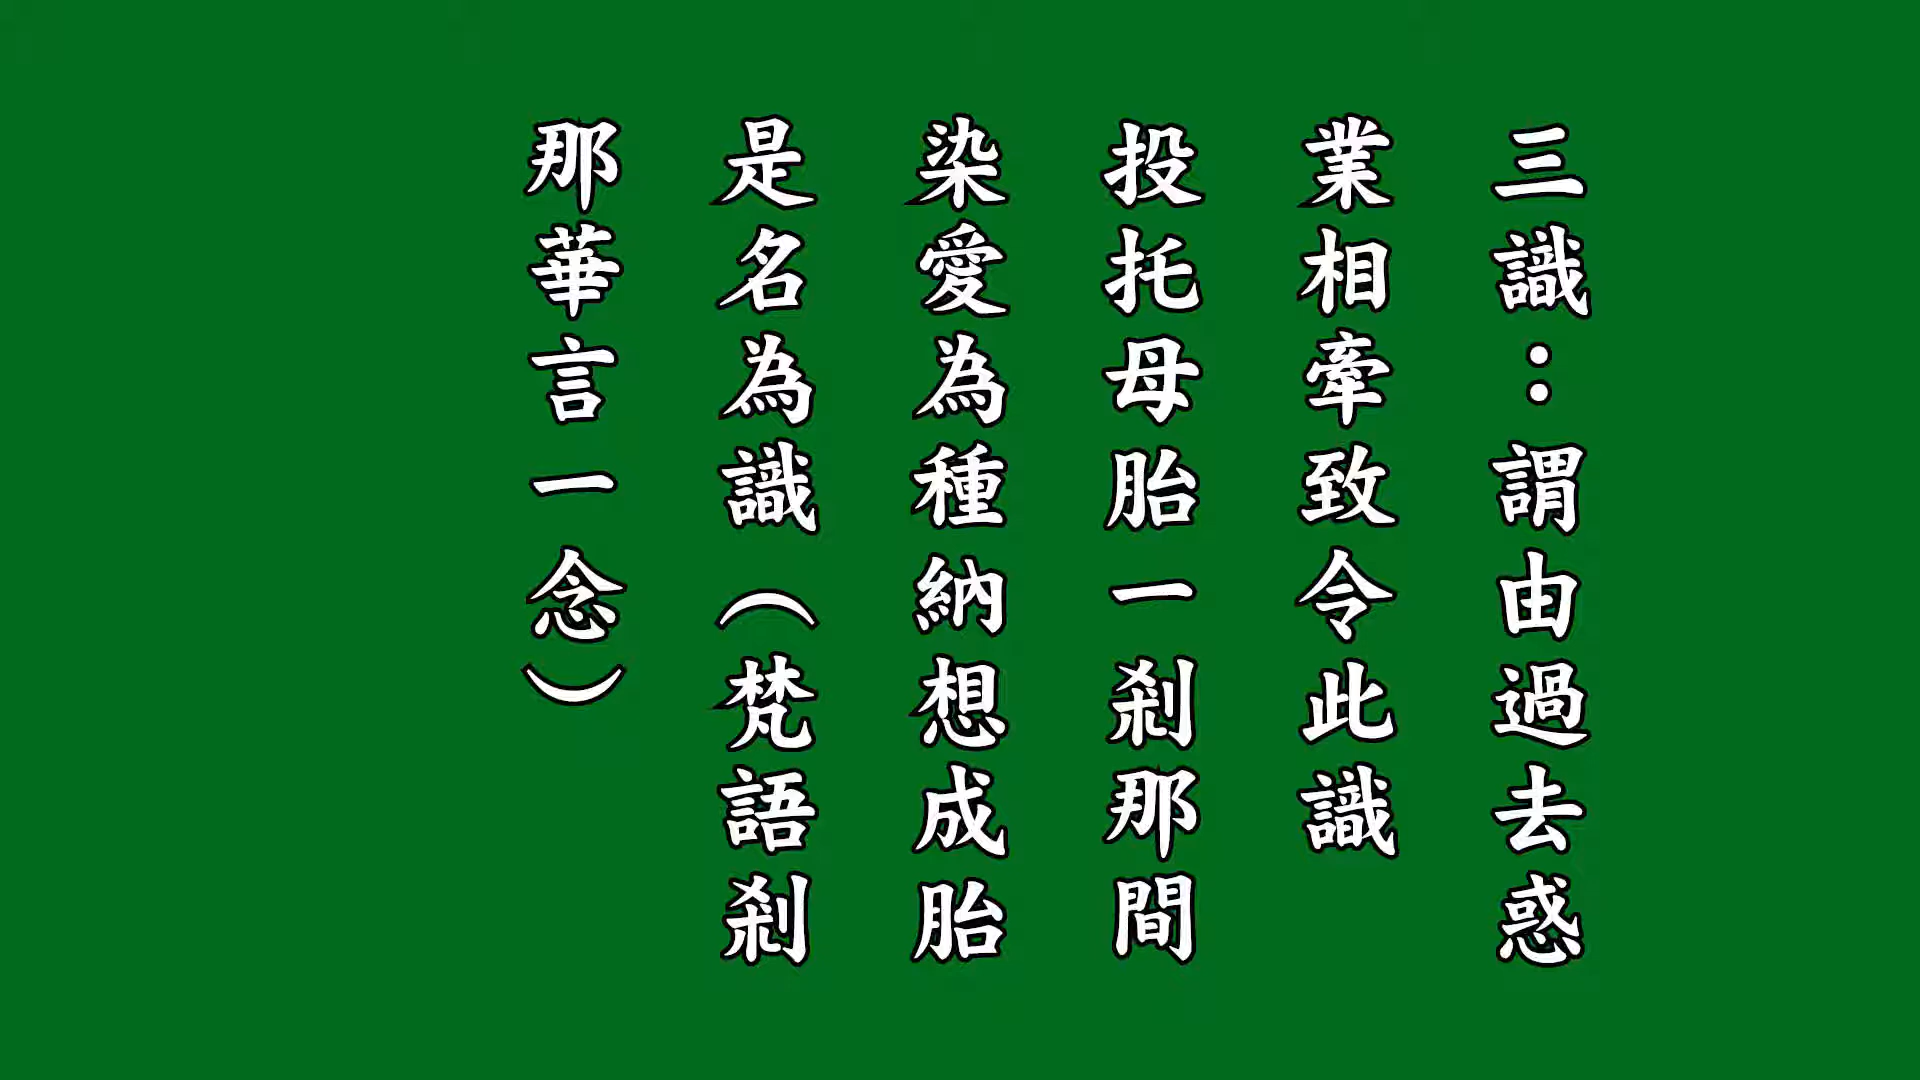 三識：謂由過去惑
業相牽致令此識
投托母胎一剎那間
染愛為種納想成胎
是名為識（梵語剎
那華言一念）